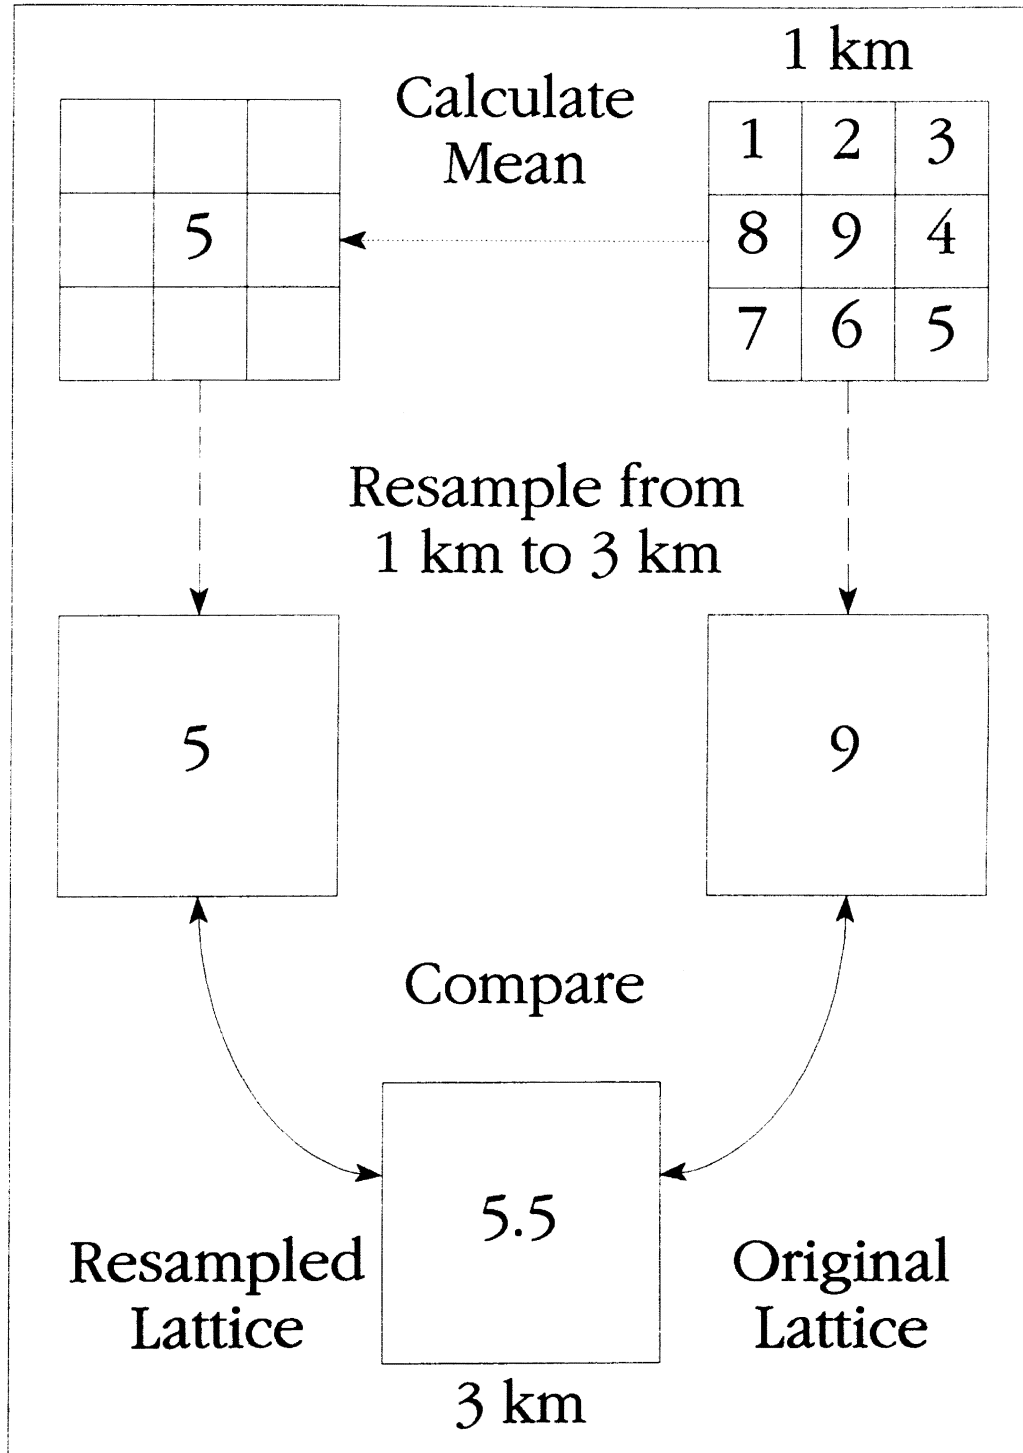 1 km
Calculate
Mean
1 2 3
5
8 9 4
7 6 5
Resample from
1 km to 3 km
5
9
Compare
5.5
Resampled
Lattice
Original
Lattice
3 km